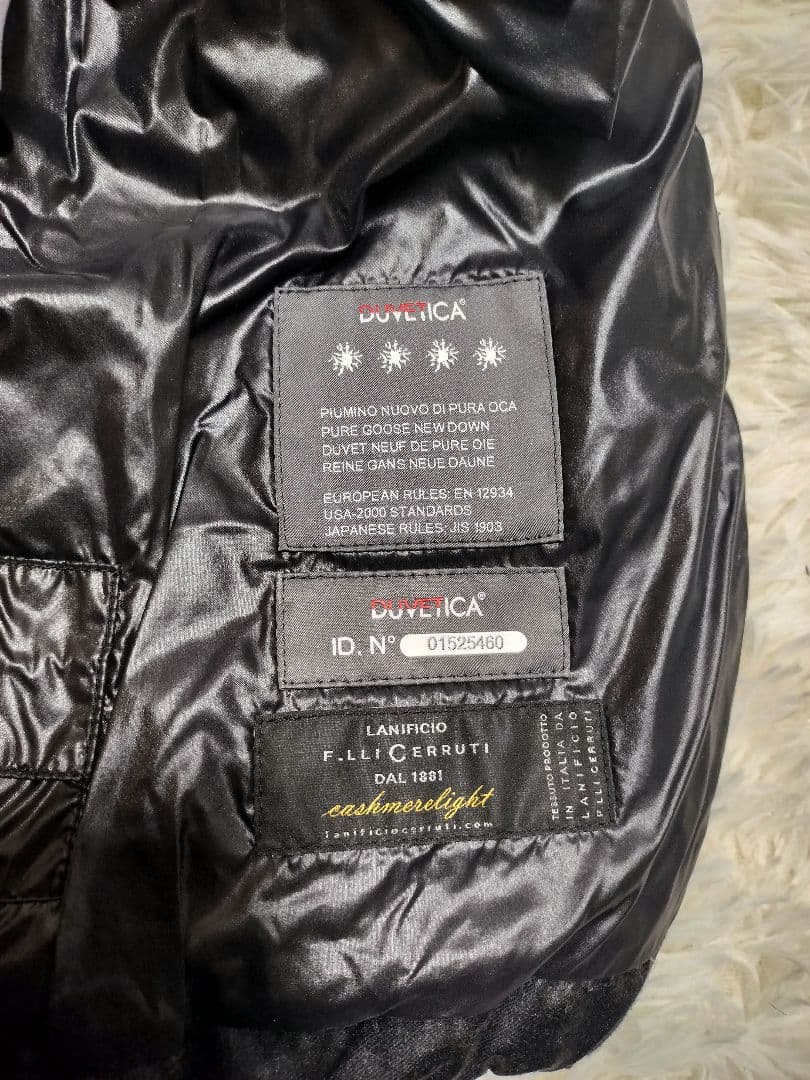 DUVETICA®
PIUMINO NUOVO DI PURA OCA
PURE GOOSE NEW DOWN
DUVET NEUF DE PURE OIE
REINE GANS NEUE DAUNE
EUROPEAN RULES: EN 12934
USA-2000 STANDARDS
JAPANESE RULES: JIS 1903
DUVETICA®
ID. N° 01525460
LANIFICIO
F.LLI CERRUTI
DAL 1881
cashmerelight
lanificiocerruti.com
TESSUTO PRODOTTO
IN ITALIA DA
LANIFICIO
F.LLI CERRUTI